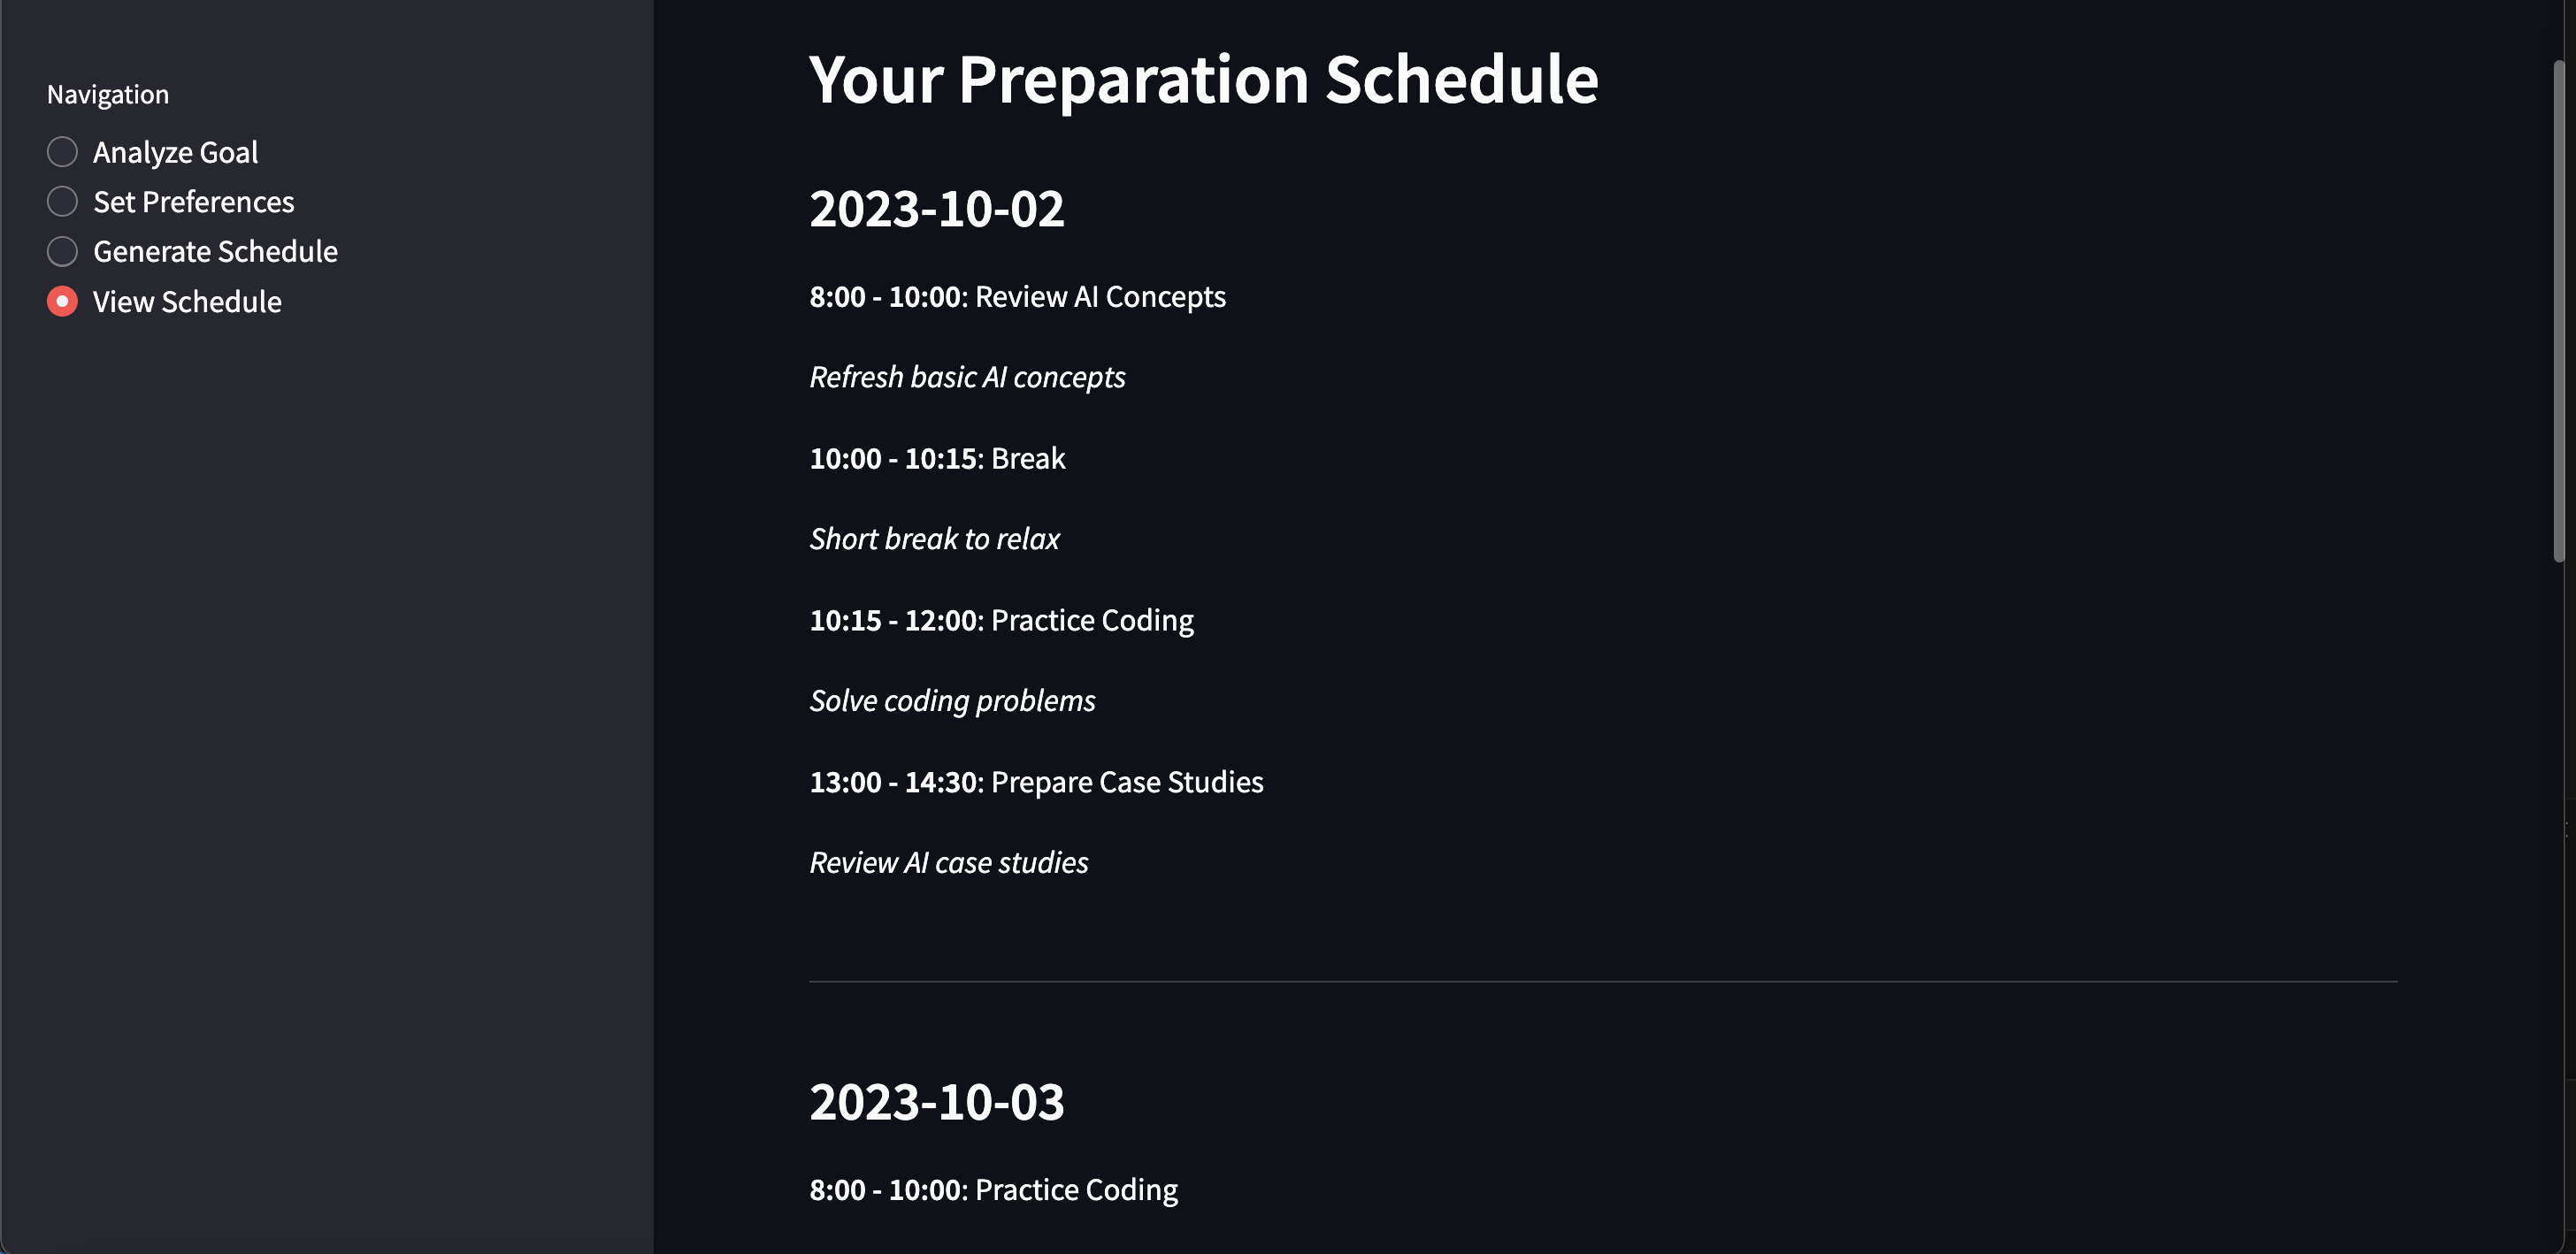 Navigation
Analyze Goal
Set Preferences
Generate Schedule
View Schedule
Your Preparation Schedule
2023-10-02
8:00 - 10:00: Review AI Concepts
Refresh basic AI concepts
10:00 - 10:15: Break
Short break to relax
10:15 - 12:00: Practice Coding
Solve coding problems
13:00 - 14:30: Prepare Case Studies
Review AI case studies
2023-10-03
8:00 - 10:00: Practice Coding